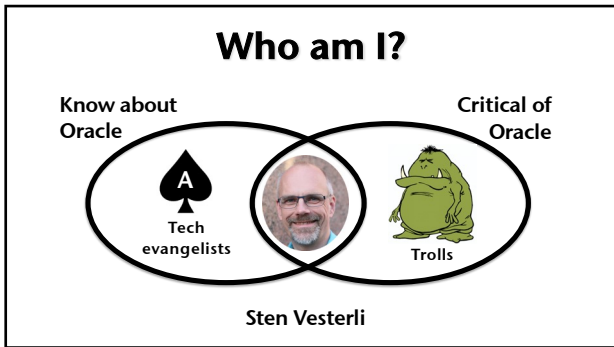 Who am I?
Know about
Oracle
Critical of
Oracle
A
Tech
evangelists
Trolls
Sten Vesterli